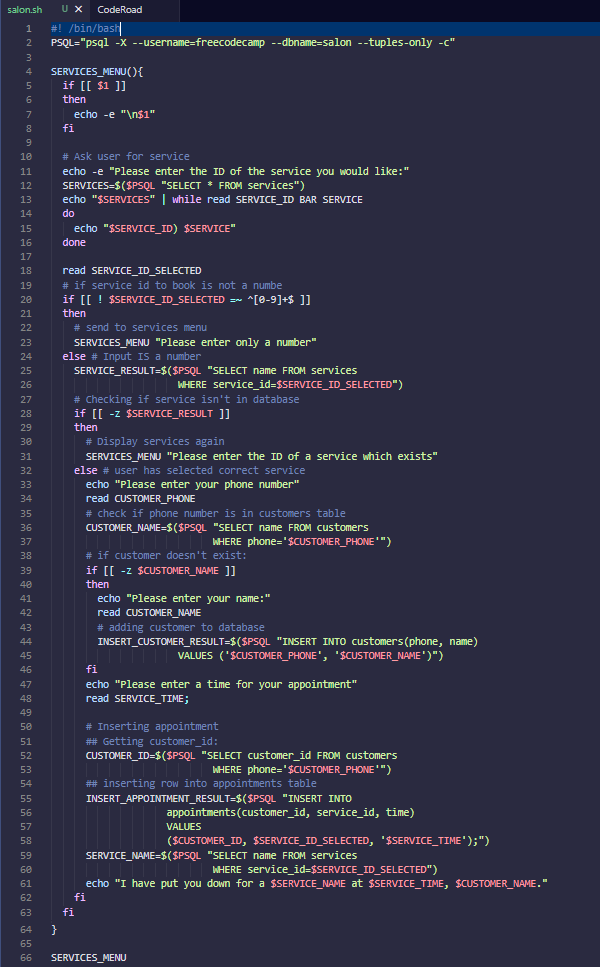 salon.sh U × CodeRoad
1 #! /bin/bash
2 PSQL="psql -X --username=freecodecamp --dbname=salon --tuples-only -c"
3
4 SERVICES_MENU(){
5 if [[ $1 ]]
6 then
7 echo -e "\n$1"
8 fi
9
10 # Ask user for service
11 echo -e "Please enter the ID of the service you would like:"
12 SERVICES=$($PSQL "SELECT * FROM services")
13 echo "$SERVICES" | while read SERVICE_ID BAR SERVICE
14 do
15 echo "$SERVICE_ID) $SERVICE"
16 done
17
18 read SERVICE_ID_SELECTED
19 # if service id to book is not a numbe
20 if [[ ! $SERVICE_ID_SELECTED =~ ^[0-9]+$ ]]
21 then
22 # send to services menu
23 SERVICES_MENU "Please enter only a number"
24 else # Input IS a number
25 SERVICE_RESULT=$($PSQL "SELECT name FROM services
26 WHERE service_id=$SERVICE_ID_SELECTED")
27 # Checking if service isn't in database
28 if [[ -z $SERVICE_RESULT ]]
29 then
30 # Display services again
31 SERVICES_MENU "Please enter the ID of a service which exists"
32 else # user has selected correct service
33 echo "Please enter your phone number"
34 read CUSTOMER_PHONE
35 # check if phone number is in customers table
36 CUSTOMER_NAME=$($PSQL "SELECT name FROM customers
37 WHERE phone='$CUSTOMER_PHONE'")
38 # if customer doesn't exist:
39 if [[ -z $CUSTOMER_NAME ]]
40 then
41 echo "Please enter your name:"
42 read CUSTOMER_NAME
43 # adding customer to database
44 INSERT_CUSTOMER_RESULT=$($PSQL "INSERT INTO customers(phone, name)
45 VALUES ('$CUSTOMER_PHONE', '$CUSTOMER_NAME')")
46 fi
47 echo "Please enter a time for your appointment"
48 read SERVICE_TIME;
49
50 # Inserting appointment
51 ## Getting customer_id:
52 CUSTOMER_ID=$($PSQL "SELECT customer_id FROM customers
53 WHERE phone='$CUSTOMER_PHONE'")
54 ## inserting row into appointments table
55 INSERT_APPOINTMENT_RESULT=$($PSQL "INSERT INTO
56 appointments(customer_id, service_id, time)
57 VALUES
58 ($CUSTOMER_ID, $SERVICE_ID_SELECTED, '$SERVICE_TIME');")
59 SERVICE_NAME=$($PSQL "SELECT name FROM services
60 WHERE service_id=$SERVICE_ID_SELECTED")
61 echo "I have put you down for a $SERVICE_NAME at $SERVICE_TIME, $CUSTOMER_NAME."
62 fi
63 fi
64 }
65
66 SERVICES_MENU